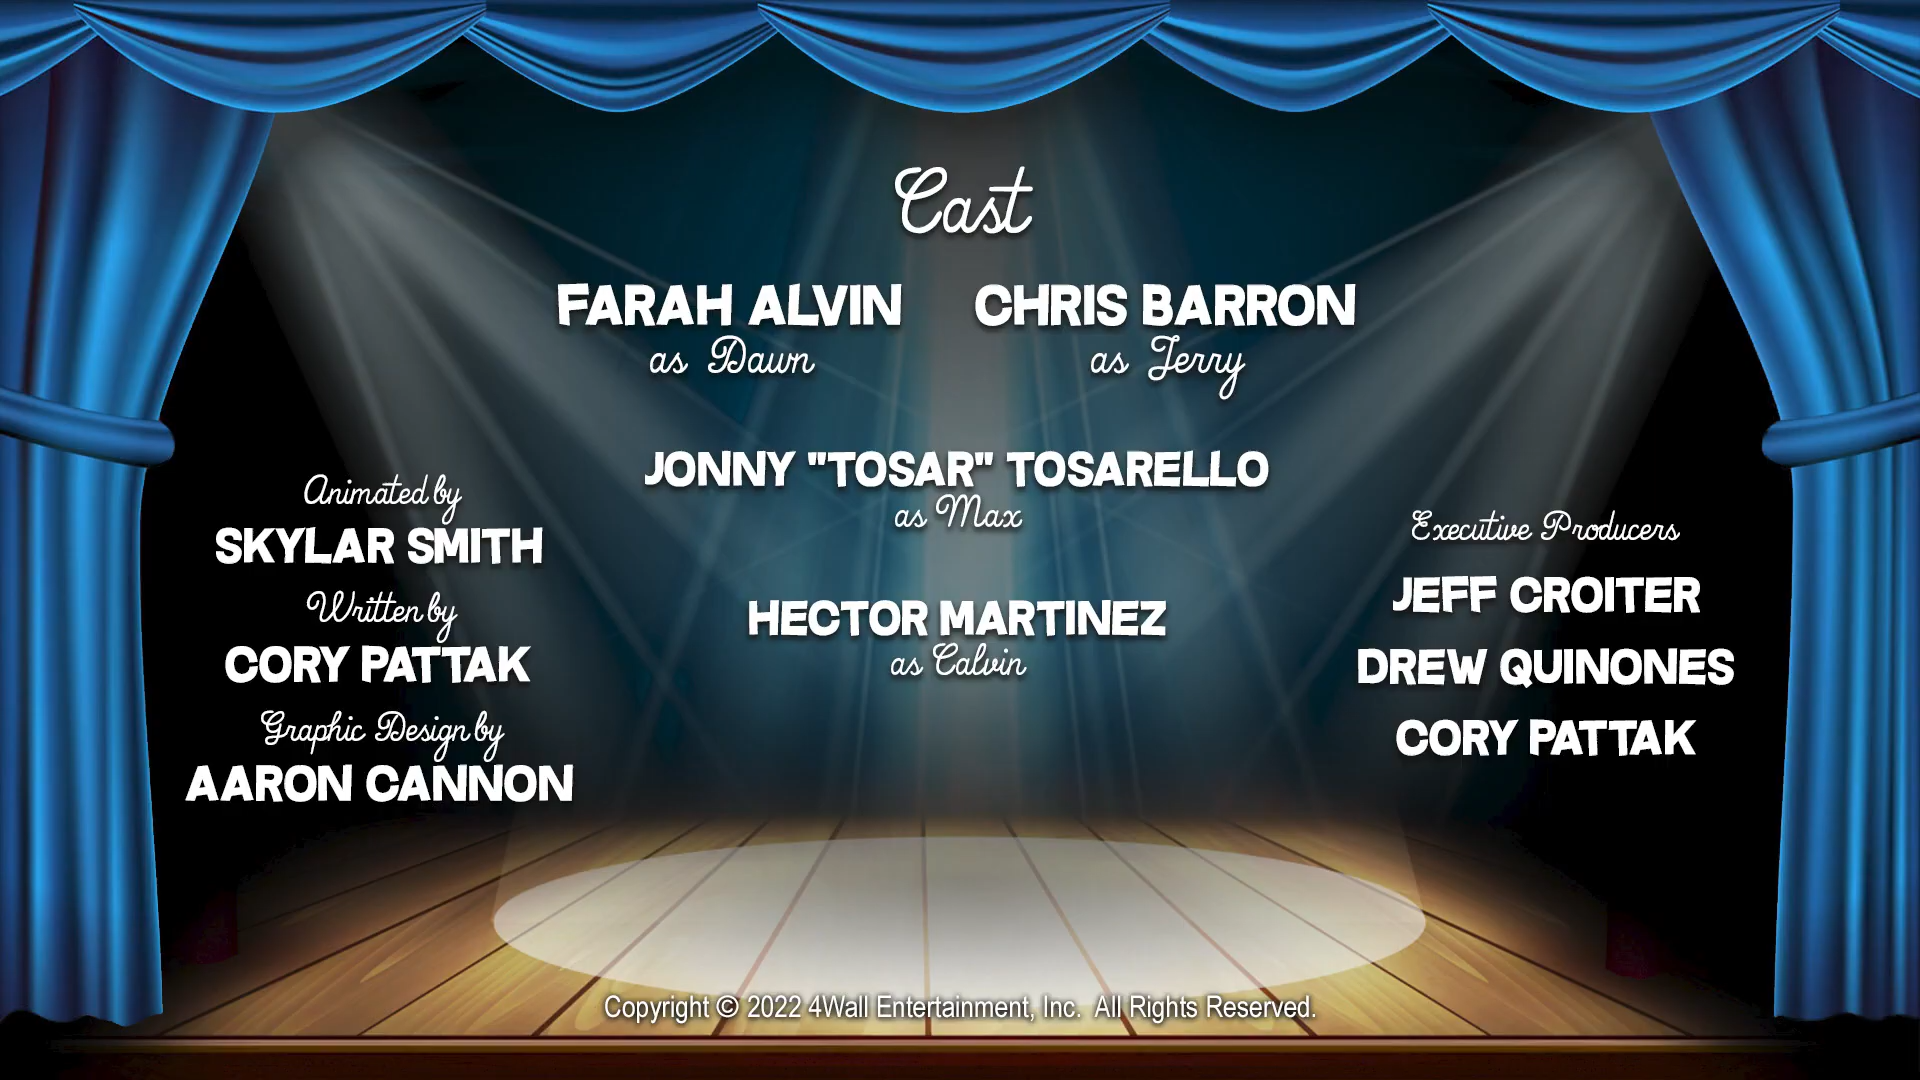 Cast
FARAH ALVIN
as Dawn
CHRIS BARRON
as Jerry
JONNY "TOSAR" TOSARELLO
as Max
HECTOR MARTINEZ
as Calvin
Animated by
SKYLAR SMITH
Written by
CORY PATTAK
Graphic Design by
AARON CANNON
Executive Producers
JEFF CROITER
DREW QUINONES
CORY PATTAK
Copyright © 2022 4Wall Entertainment, Inc. All Rights Reserved.